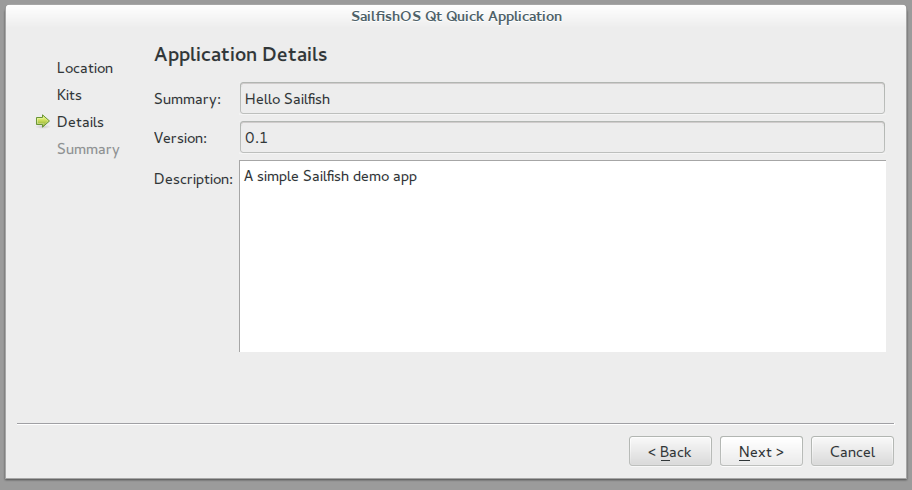 SailfishOS Qt Quick Application
Location
Kits
Details
Summary
Application Details
Summary: Hello Sailfish
Version: 0.1
Description: A simple Sailfish demo app
< Back Next > Cancel